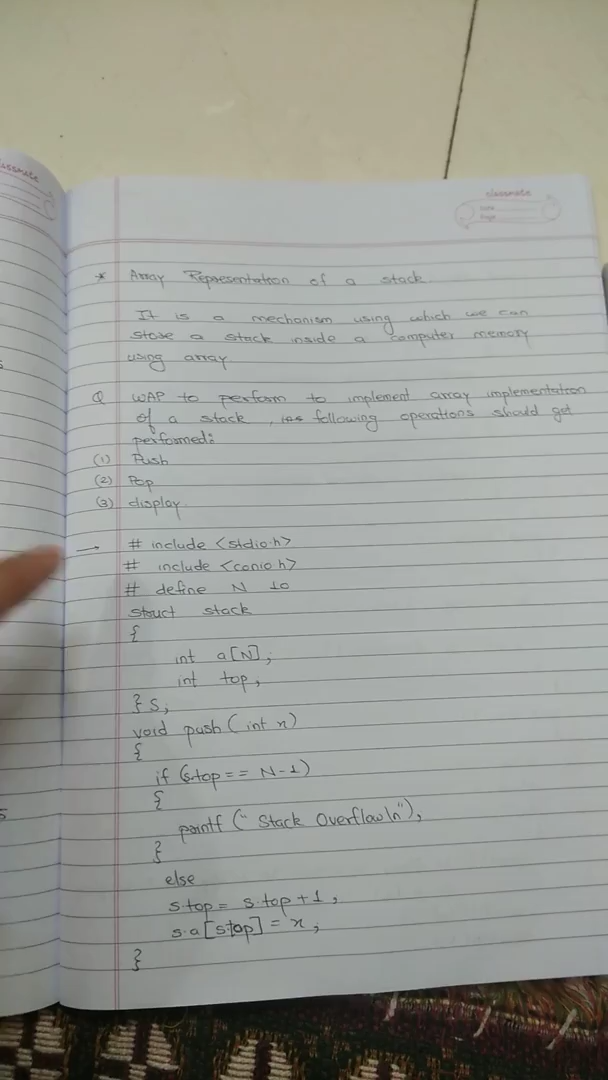 classmate
Date
Page
* Array Representation of a stack
It is a mechanism using which we can
store a stack inside a computer memory
using array
Q WAP to perform to implement array implementation
of a stack, following operations should get
performed:
(1) Push
(2) Pop
(3) display
→ # include <stdio.h>
# include <conio.h>
# define N 10
struct stack
{
int a[N];
int top;
} s;
void push (int x)
{
if (s.top == N-1)
{
printf (" Stack Overflow\n");
}
else
s.top = s.top + 1;
s.a[s.top] = x;
}